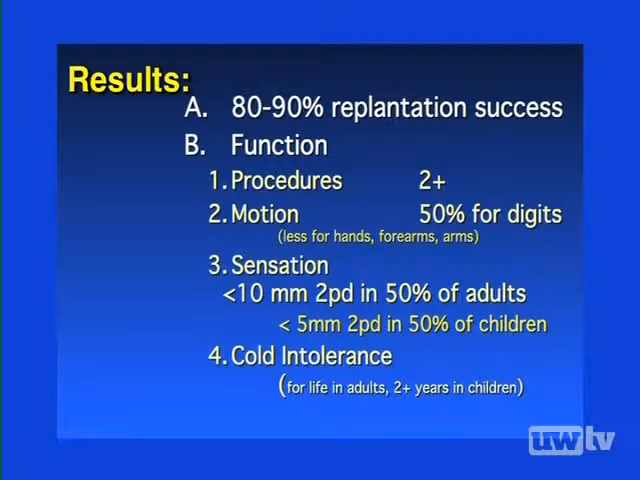 Results:
A. 80-90% replantation success
B. Function
1. Procedures 2+
2. Motion 50% for digits
(less for hands, forearms, arms)
3. Sensation
<10 mm 2pd in 50% of adults
< 5mm 2pd in 50% of children
4. Cold Intolerance
(for life in adults, 2+ years in children)
uwtv